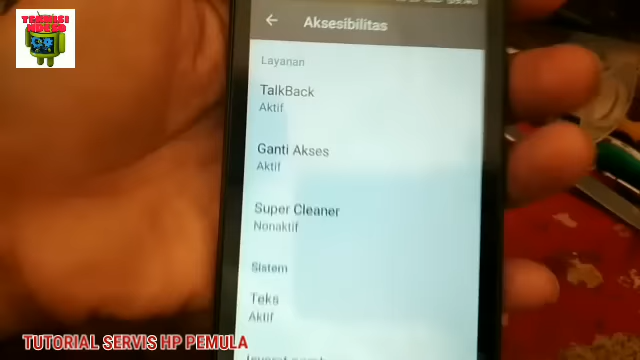 Aksesibilitas
Layanan
TalkBack
Aktif
Ganti Akses
Aktif
Super Cleaner
Nonaktif
Sistem
Teks
Aktif
TUTORIAL SERVIS HP PEMULA